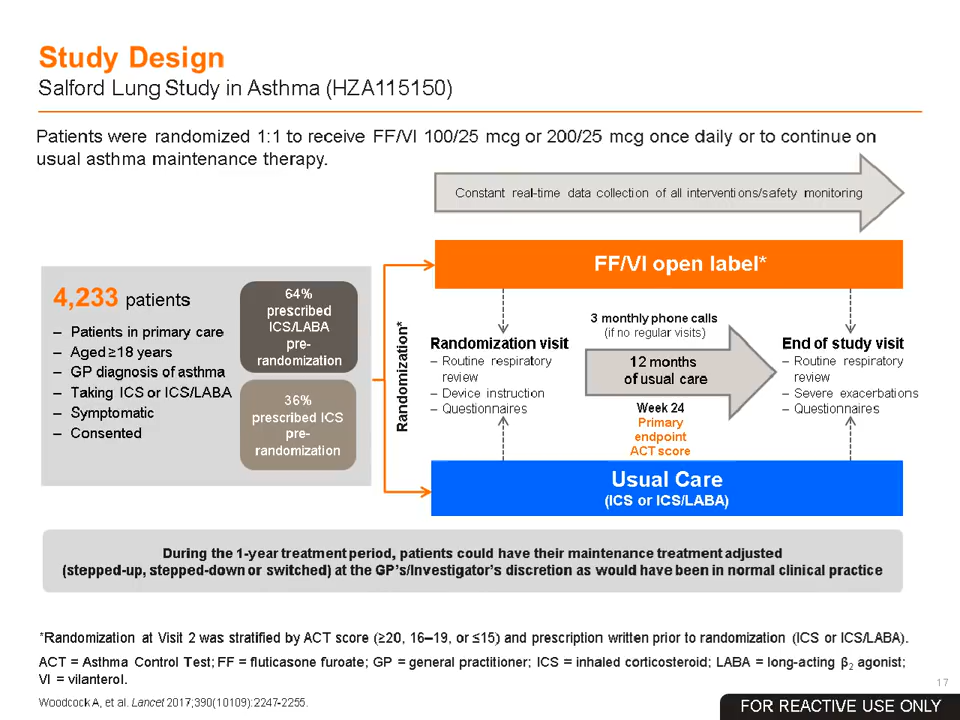 Study Design
Salford Lung Study in Asthma (HZA115150)
Patients were randomized 1:1 to receive FF/VI 100/25 mcg or 200/25 mcg once daily or to continue on
usual asthma maintenance therapy.
Constant real-time data collection of all interventions/safety monitoring
FF/VI open label*
4,233 patients
– Patients in primary care
– Aged ≥18 years
– GP diagnosis of asthma
– Taking ICS or ICS/LABA
– Symptomatic
– Consented
64%
prescribed
ICS/LABA
pre-
randomization
36%
prescribed ICS
pre-
randomization
Randomization*
Randomization visit
– Routine respiratory
review
– Device instruction
– Questionnaires
3 monthly phone calls
(if no regular visits)
12 months
of usual care
Week 24
Primary
endpoint
ACT score
End of study visit
– Routine respiratory
review
– Severe exacerbations
– Questionnaires
Usual Care
(ICS or ICS/LABA)
During the 1-year treatment period, patients could have their maintenance treatment adjusted
(stepped-up, stepped-down or switched) at the GP's/Investigator's discretion as would have been in normal clinical practice
*Randomization at Visit 2 was stratified by ACT score (≥20, 16–19, or ≤15) and prescription written prior to randomization (ICS or ICS/LABA).
ACT = Asthma Control Test; FF = fluticasone furoate; GP = general practitioner; ICS = inhaled corticosteroid; LABA = long-acting β2 agonist;
VI = vilanterol.
Woodcock A, et al. Lancet 2017;390(10109):2247-2255.
17
FOR REACTIVE USE ONLY